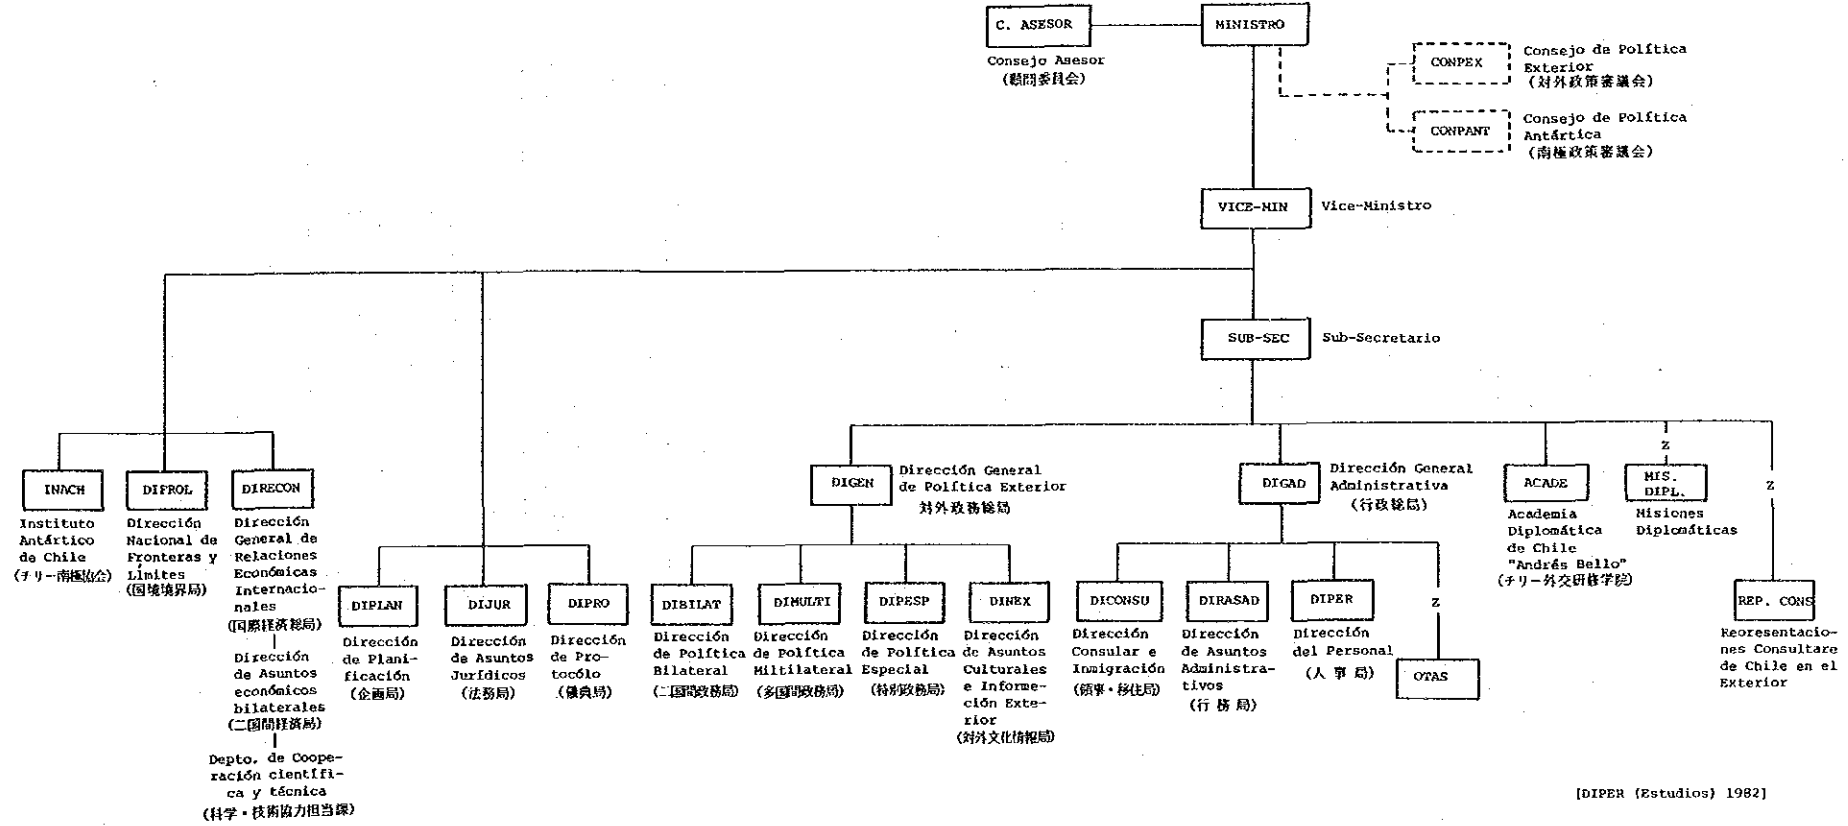 C. ASESOR
MINISTRO
Consejo Asesor
(顧問委員会)
CONPEX
Consejo de Política
Exterior
(対外政策審議会)
CONPANT
Consejo de Política
Antártica
(南極政策審議会)
VICE-MIN
Vice-Ministro
SUB-SEC
Sub-Secretario
INACH
Instituto
Antártico
de Chile
(チリー南極協会)
DIFROL
Dirección
Nacional de
Fronteras y
Límites
(国境境界局)
DIRECON
Dirección
General de
Relaciones
Económicas
Internacio-
nales
(国際経済総局)
Dirección
de Asuntos
económicos
bilaterales
(二国間経済局)
Depto. de Coope-
ración científi-
ca y técnica
(科学・技術協力担当課)
DIPLAN
Dirección
de Plani-
ficación
(企画局)
DIJUR
Dirección
de Asuntos
Jurídicos
(法務局)
DIPRO
Dirección
de Pro-
tocólo
(儀典局)
DIGEN
Dirección General
de Política Exterior
対外政務総局
DIBILAT
Dirección
de Política
Bilateral
(二国間政務局)
DIMULTI
Dirección
de Política
Miltilateral
(多国間政務局)
DIPESP
Dirección
de Política
Especial
(特別政務局)
DINEX
Dirección
de Asuntos
Culturales
e Informe-
ción Exte-
rior
(対外文化情報局)
DIGAD
Dirección General
Administrativa
(行政総局)
DICONSU
Dirección
Consular e
Inmigración
(領事・移住局)
DIRASAD
Dirección
de Asuntos
Administra-
tivos
(行務局)
DIPER
Dirección
del Personal
(人事局)
Z
OTAS
ACADE
Academia
Diplomática
de Chile
"Andrés Bello"
(チリー外交研修学院)
Z
MIS.
DIPL.
Misiones
Diplomáticas
Z
REP. CONS
Reoresentacio-
nes Consultare
de Chile en el
Exterior
[DIPER (Estudios) 1982]